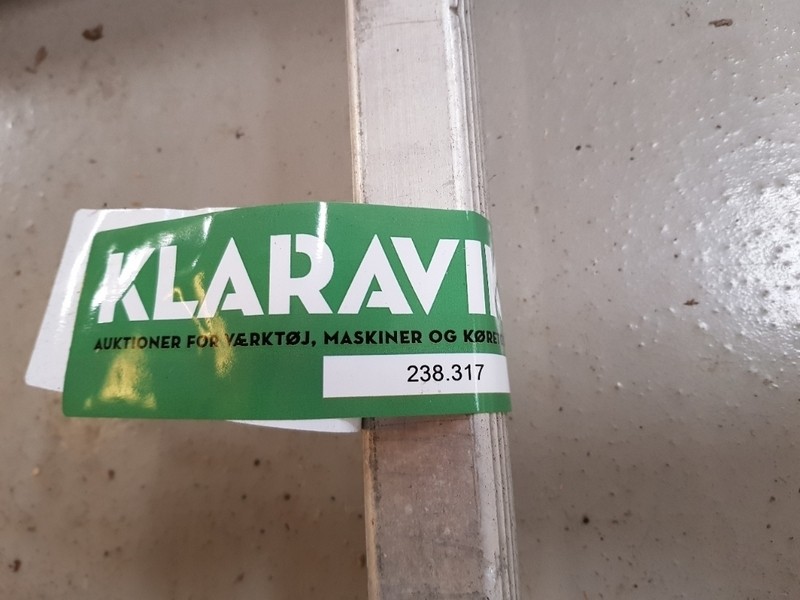 KLARAVI
AUKTIONER FOR VÆRKTØJ, MASKINER OG
238.317